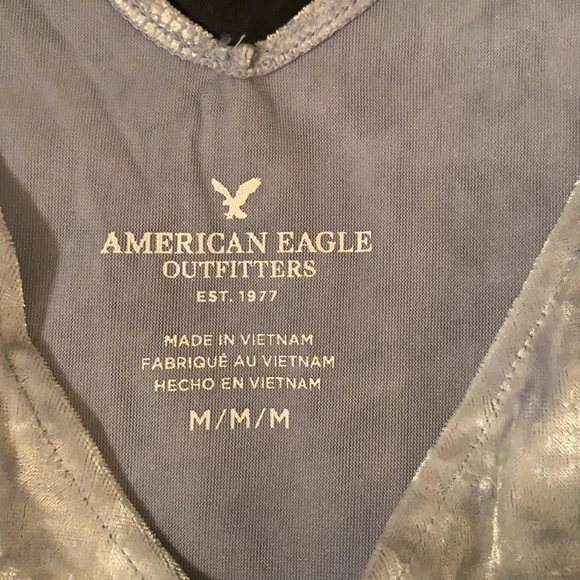 AMERICAN EAGLE
OUTFITTERS
EST. 1977
MADE IN VIETNAM
FABRIQUÉ AU VIETNAM
HECHO EN VIETNAM
M/M/M